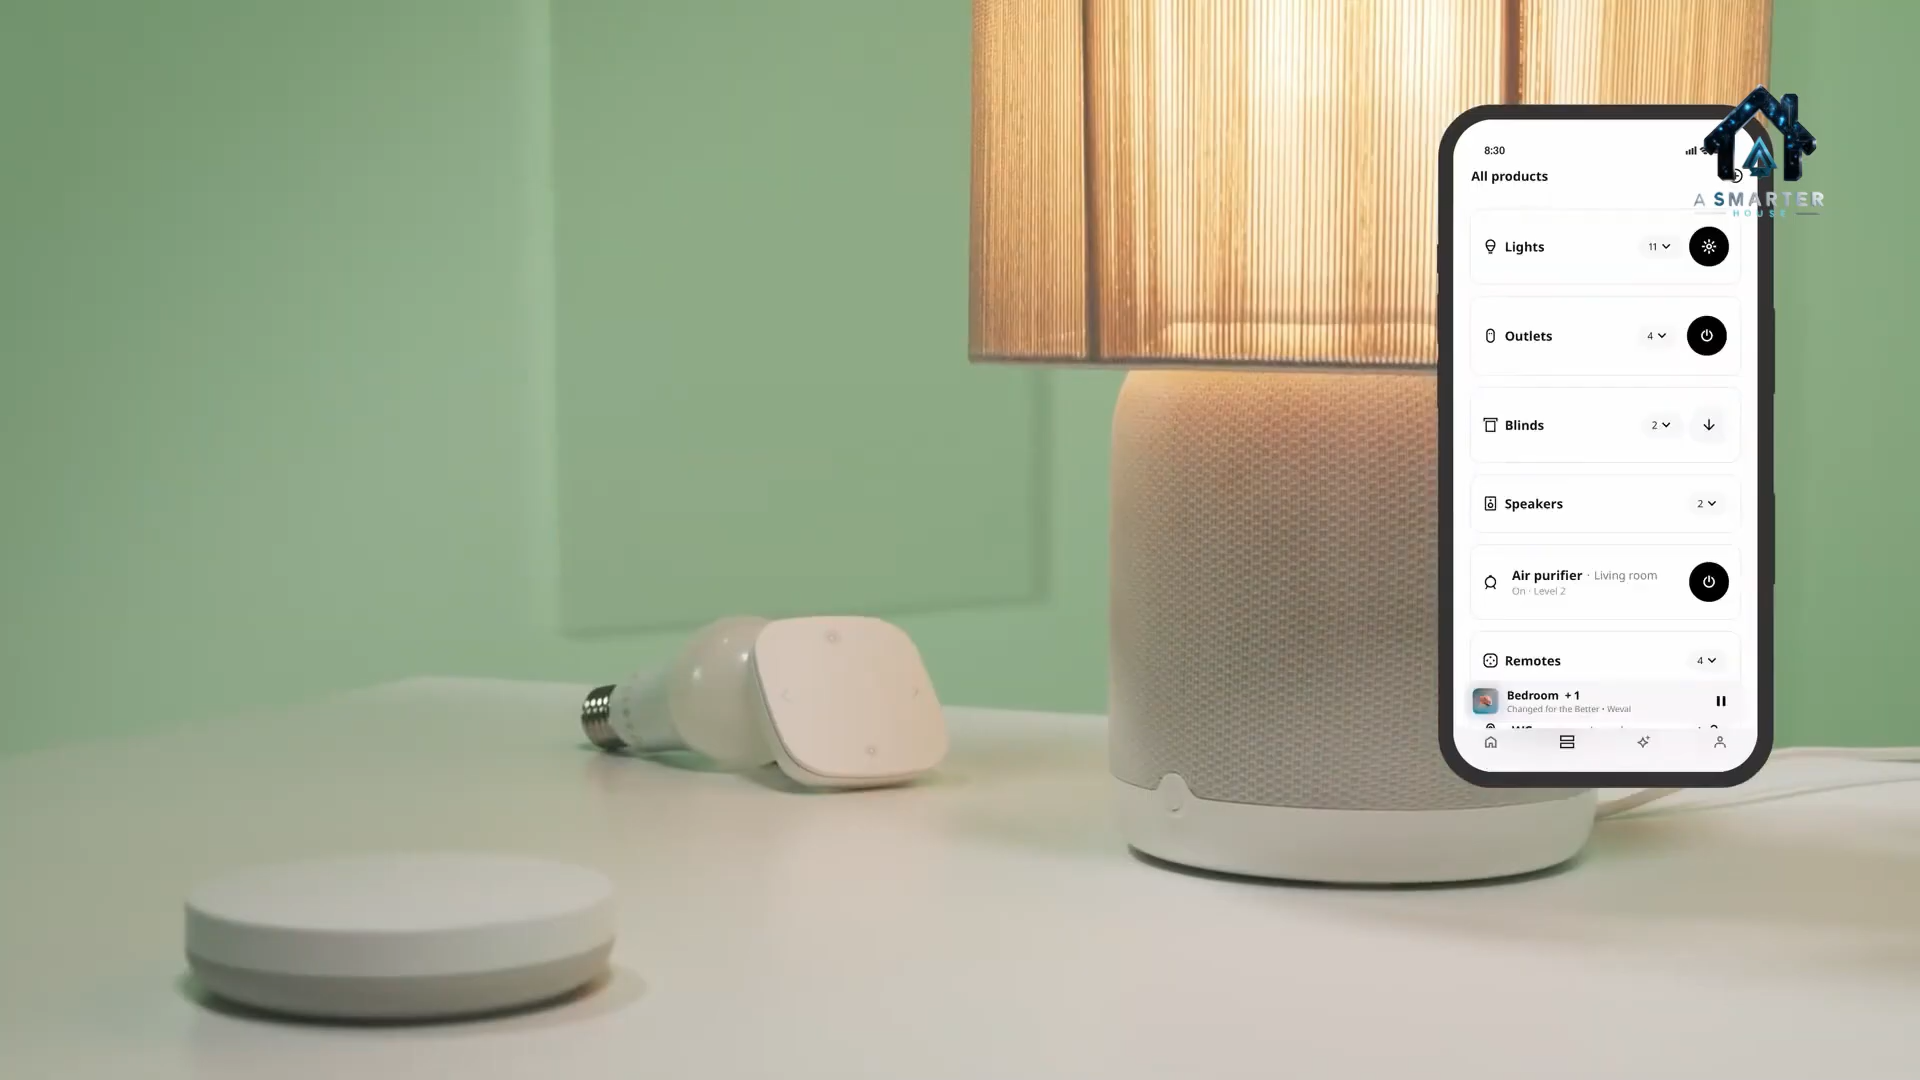 8:30
All products
Lights
11
Outlets
4
Blinds
2
Speakers
2
Air purifier · Living room
On · Level 2
Remotes
4
Bedroom + 1
Changed for the Better • Weval
A SMARTER
HOUSE